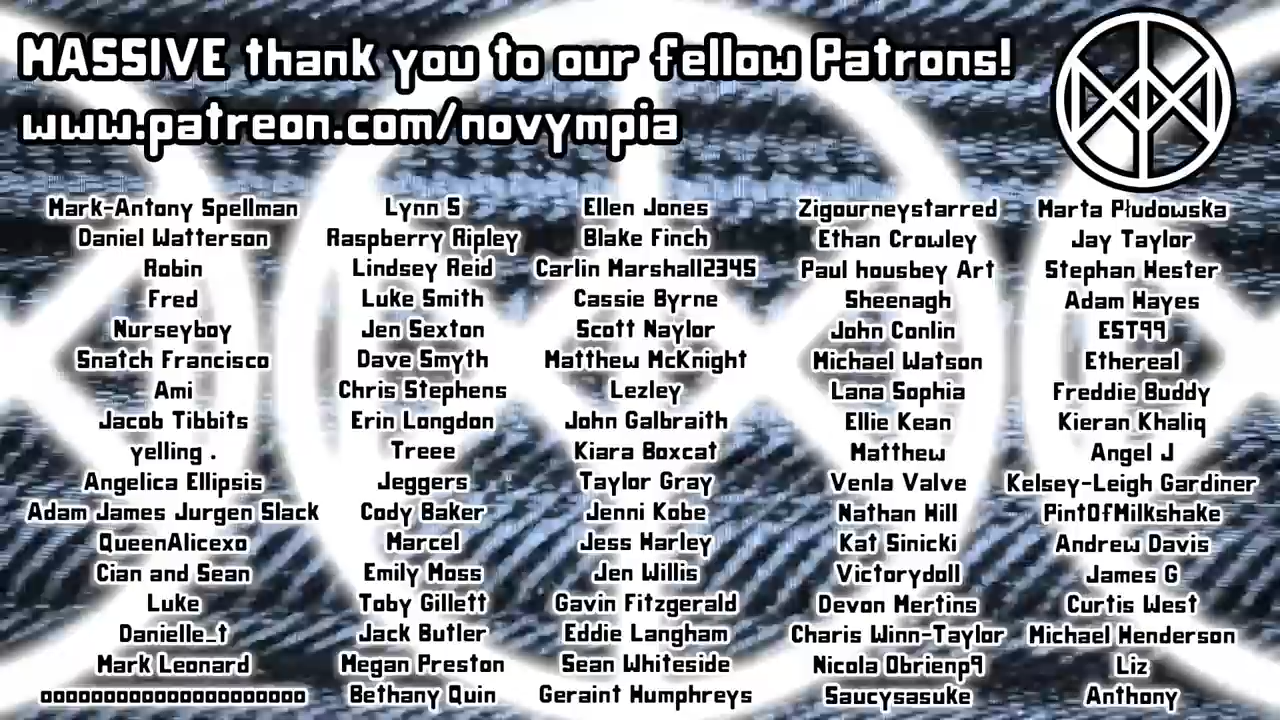 MASSIVE thank you to our fellow Patrons!
www.patreon.com/novympia
Mark-Antony Spellman
Daniel Watterson
Robin
Fred
Nurseyboy
Snatch Francisco
Ami
Jacob Tibbits
yelling .
Angelica Ellipsis
Adam James Jurgen Slack
QueenAlicexo
Cian and Sean
Luke
Danielle_t
Mark Leonard
ooooooooooooooooooooo
Lynn S
Raspberry Ripley
Lindsey Reid
Luke Smith
Jen Sexton
Dave Smyth
Chris Stephens
Erin Longdon
Treee
Jeggers
Cody Baker
Marcel
Emily Moss
Toby Gillett
Jack Butler
Megan Preston
Bethany Quin
Ellen Jones
Blake Finch
Carlin Marshall2345
Cassie Byrne
Scott Naylor
Matthew McKnight
Lezley
John Galbraith
Kiara Boxcat
Taylor Gray
Jenni Kobe
Jess Harley
Jen Willis
Gavin Fitzgerald
Eddie Langham
Sean Whiteside
Geraint Humphreys
Zigourneystarred
Ethan Crowley
Paul housbey Art
Sheenagh
John Conlin
Michael Watson
Lana Sophia
Ellie Kean
Matthew
Venla Valve
Nathan Hill
Kat Sinicki
Victorydoll
Devon Mertins
Charis Winn-Taylor
Nicola Obrienp9
Saucysasuke
Marta Płudowska
Jay Taylor
Stephan Hester
Adam Hayes
EST99
Ethereal
Freddie Buddy
Kieran Khaliq
Angel J
Kelsey-Leigh Gardiner
PintOfMilkshake
Andrew Davis
James G
Curtis West
Michael Henderson
Liz
Anthony